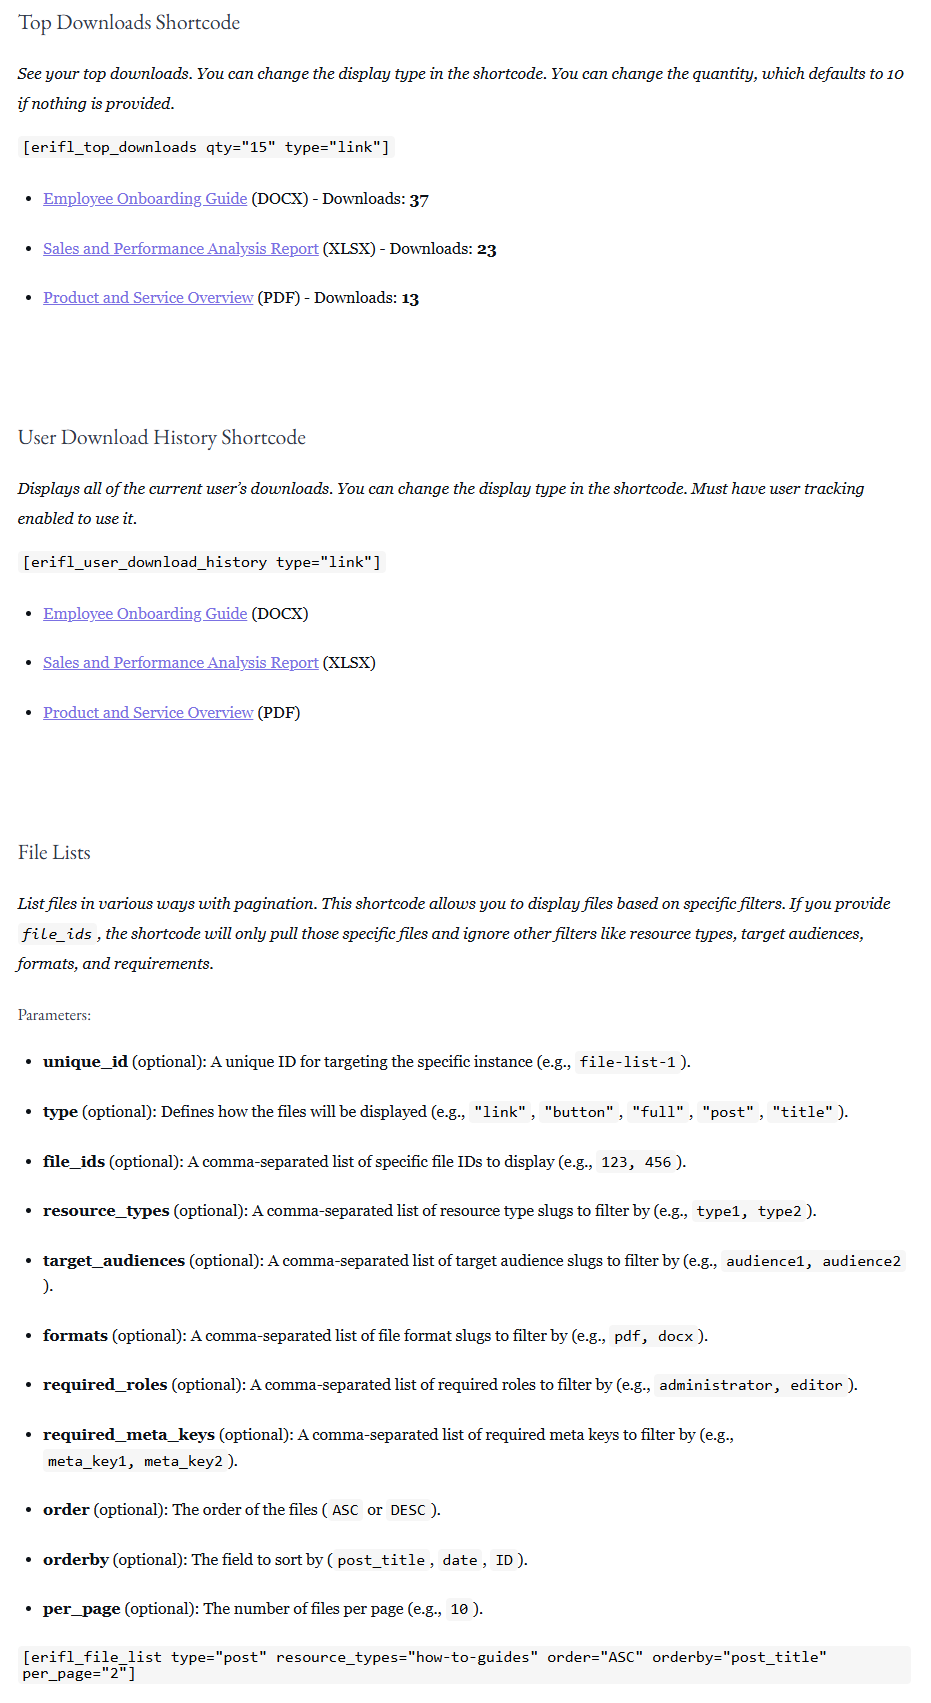 Top Downloads Shortcode
See your top downloads. You can change the display type in the shortcode. You can change the quantity, which defaults to 10
if nothing is provided.
[erifl_top_downloads qty="15" type="link"]
• Employee Onboarding Guide (DOCX) - Downloads: 37
• Sales and Performance Analysis Report (XLSX) - Downloads: 23
• Product and Service Overview (PDF) - Downloads: 13
User Download History Shortcode
Displays all of the current user’s downloads. You can change the display type in the shortcode. Must have user tracking
enabled to use it.
[erifl_user_download_history type="link"]
• Employee Onboarding Guide (DOCX)
• Sales and Performance Analysis Report (XLSX)
• Product and Service Overview (PDF)
File Lists
List files in various ways with pagination. This shortcode allows you to display files based on specific filters. If you provide
file_ids , the shortcode will only pull those specific files and ignore other filters like resource types, target audiences,
formats, and requirements.
Parameters:
• unique_id (optional): A unique ID for targeting the specific instance (e.g., file-list-1 ).
• type (optional): Defines how the files will be displayed (e.g., "link" , "button" , "full" , "post" , "title" ).
• file_ids (optional): A comma-separated list of specific file IDs to display (e.g., 123, 456 ).
• resource_types (optional): A comma-separated list of resource type slugs to filter by (e.g., type1, type2 ).
• target_audiences (optional): A comma-separated list of target audience slugs to filter by (e.g., audience1, audience2
).
• formats (optional): A comma-separated list of file format slugs to filter by (e.g., pdf, docx ).
• required_roles (optional): A comma-separated list of required roles to filter by (e.g., administrator, editor ).
• required_meta_keys (optional): A comma-separated list of required meta keys to filter by (e.g.,
meta_key1, meta_key2 ).
• order (optional): The order of the files ( ASC or DESC ).
• orderby (optional): The field to sort by ( post_title , date , ID ).
• per_page (optional): The number of files per page (e.g., 10 ).
[erifl_file_list type="post" resource_types="how-to-guides" order="ASC" orderby="post_title"
per_page="2"]